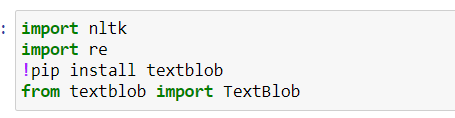 :
import nltk
import re
!pip install textblob
from textblob import TextBlob